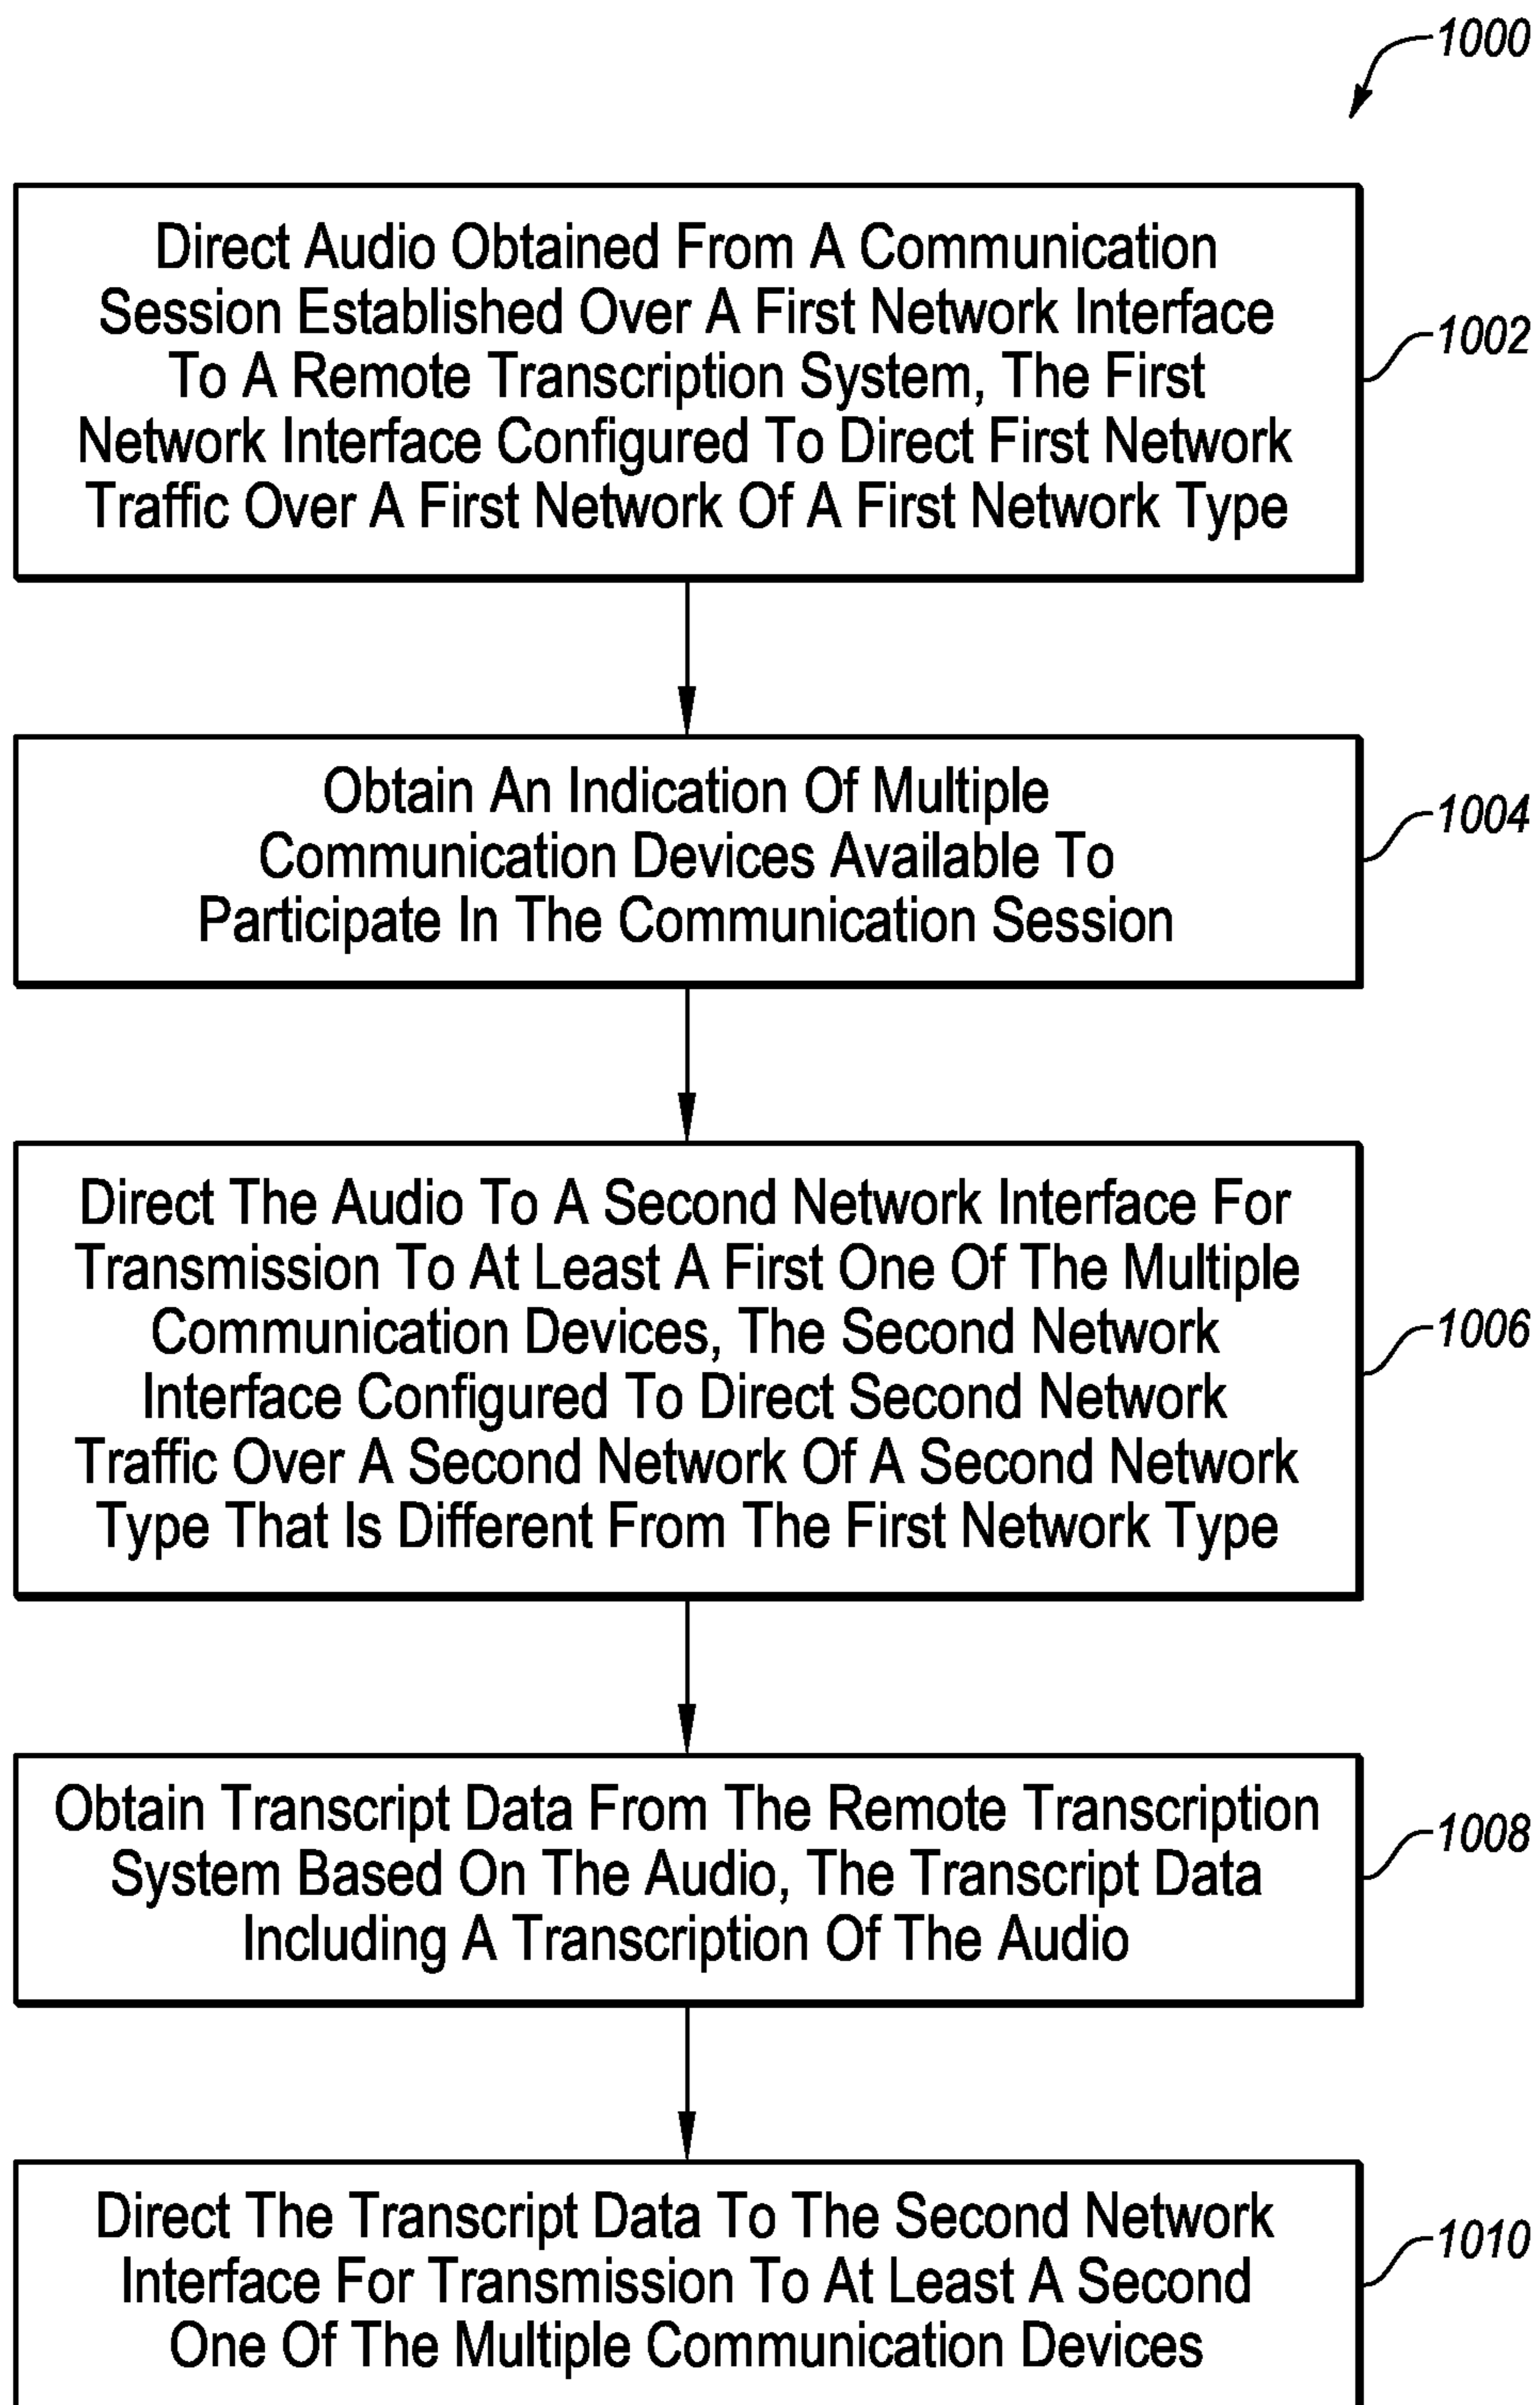 1000
Direct Audio Obtained From A Communication
Session Established Over A First Network Interface
To A Remote Transcription System, The First
Network Interface Configured To Direct First Network
Traffic Over A First Network Of A First Network Type
1002
Obtain An Indication Of Multiple
Communication Devices Available To
Participate In The Communication Session
1004
Direct The Audio To A Second Network Interface For
Transmission To At Least A First One Of The Multiple
Communication Devices, The Second Network
Interface Configured To Direct Second Network
Traffic Over A Second Network Of A Second Network
Type That Is Different From The First Network Type
1006
Obtain Transcript Data From The Remote Transcription
System Based On The Audio, The Transcript Data
Including A Transcription Of The Audio
1008
Direct The Transcript Data To The Second Network
Interface For Transmission To At Least A Second
One Of The Multiple Communication Devices
1010